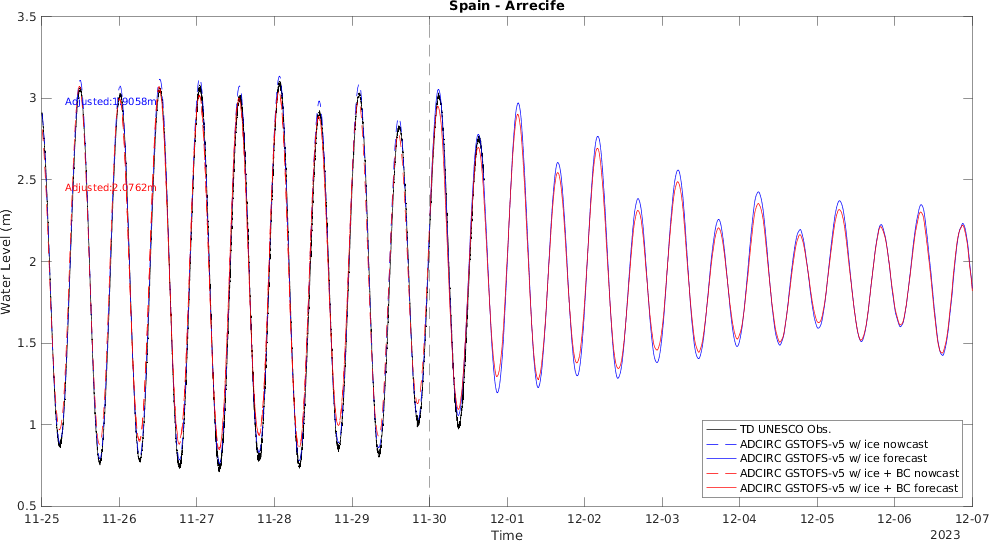 Spain - Arrecife
3.5
3
2.5
2
1.5
1
0.5
Water Level (m)
Adjusted:1.9058m
Adjusted:2.0762m
TD UNESCO Obs.
ADCIRC GSTOFS-v5 w/ ice nowcast
ADCIRC GSTOFS-v5 w/ ice forecast
ADCIRC GSTOFS-v5 w/ ice + BC nowcast
ADCIRC GSTOFS-v5 w/ ice + BC forecast
11-25 11-26 11-27 11-28 11-29 11-30 12-01 12-02 12-03 12-04 12-05 12-06 12-07
Time
2023